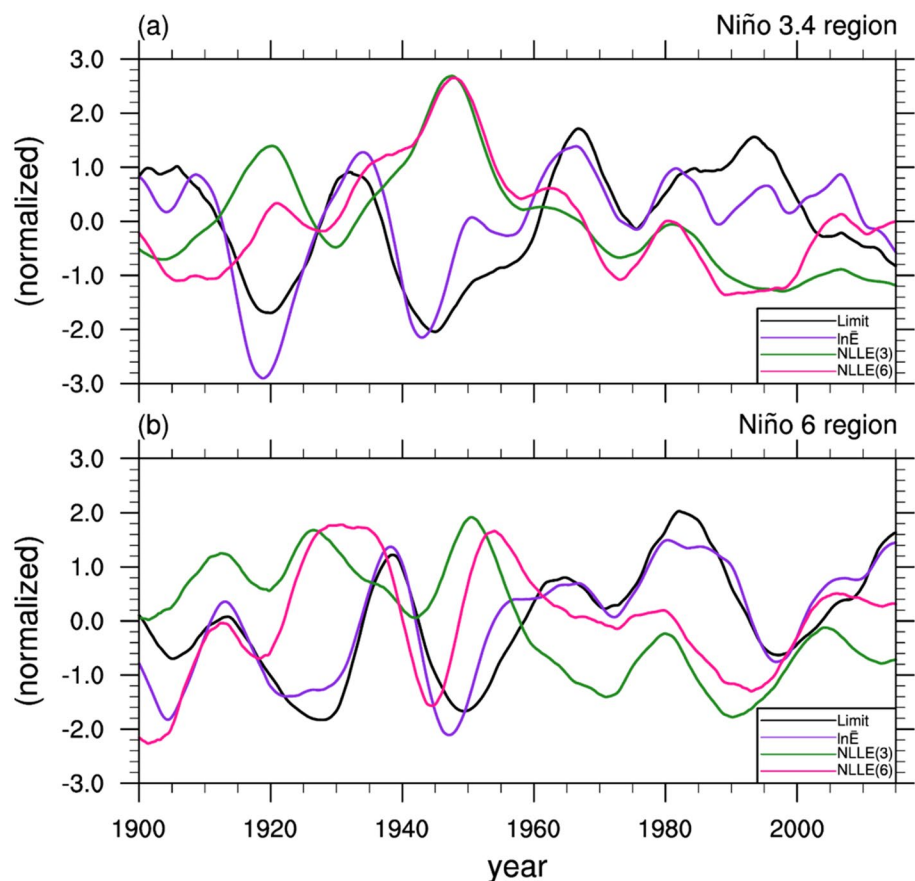 (a)
Niño 3.4 region
3.0
2.0
1.0
0.0
-1.0
-2.0
-3.0
(normalized)
Limit
lnĒ
NLLE(3)
NLLE(6)
(b)
Niño 6 region
3.0
2.0
1.0
0.0
-1.0
-2.0
-3.0
(normalized)
Limit
lnĒ
NLLE(3)
NLLE(6)
1900 1920 1940 1960 1980 2000
year